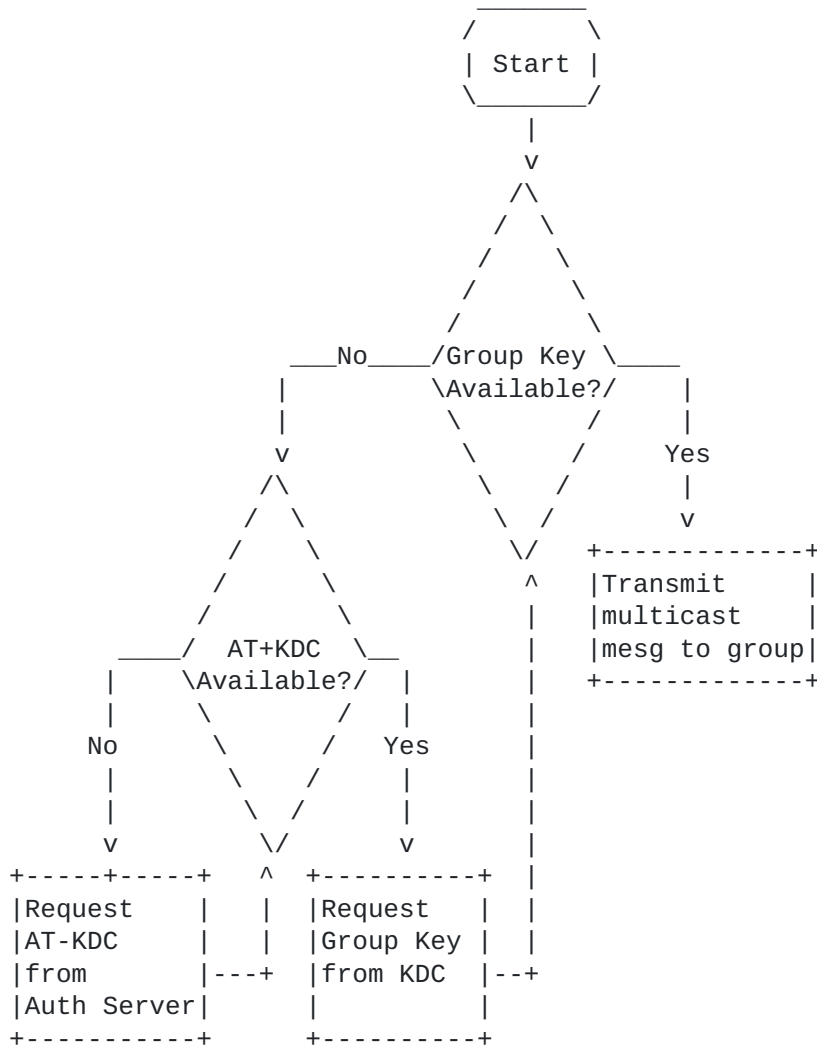 Start
No
Group Key
Available?
Yes
Transmit
multicast
mesg to group
AT+KDC
Available?
No
Yes
Request
AT-KDC
from
Auth Server
Request
Group Key
from KDC